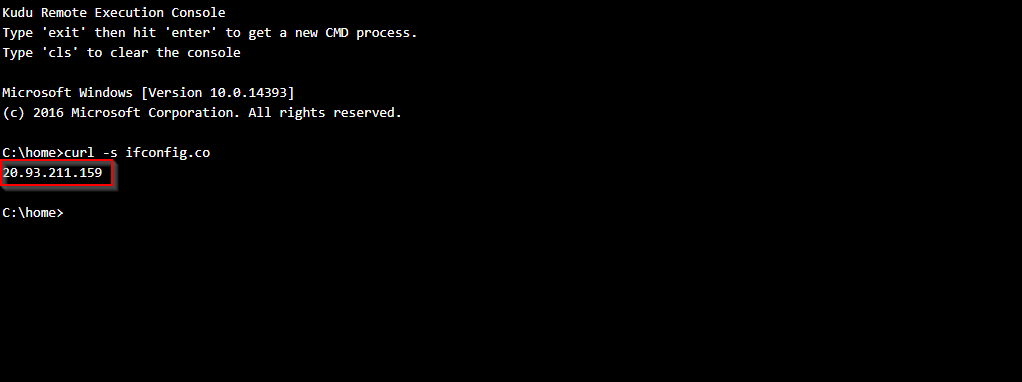 Kudu Remote Execution Console
Type 'exit' then hit 'enter' to get a new CMD process.
Type 'cls' to clear the console
Microsoft Windows [Version 10.0.14393]
(c) 2016 Microsoft Corporation. All rights reserved.
C:\home>curl -s ifconfig.co
20.93.211.159
C:\home>